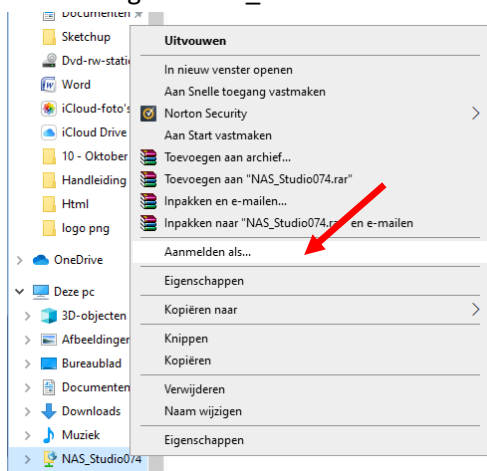 Documenten
Sketchup
Dvd-rw-stati
Word
iCloud-foto's
iCloud Drive
10 - Oktober
Handleiding
Html
logo png
OneDrive
Deze pc
3D-objecten
Afbeeldingen
Bureaublad
Documenten
Downloads
Muziek
NAS_Studio074
Uitvouwen
In nieuw venster openen
Aan Snelle toegang vastmaken
Norton Security
Aan Start vastmaken
Toevoegen aan archief...
Toevoegen aan "NAS_Studio074.rar"
Inpakken en e-mailen...
Inpakken naar "NAS_Studio074.rar" en e-mailen
Aanmelden als...
Eigenschappen
Kopiëren naar
Knippen
Kopiëren
Verwijderen
Naam wijzigen
Eigenschappen